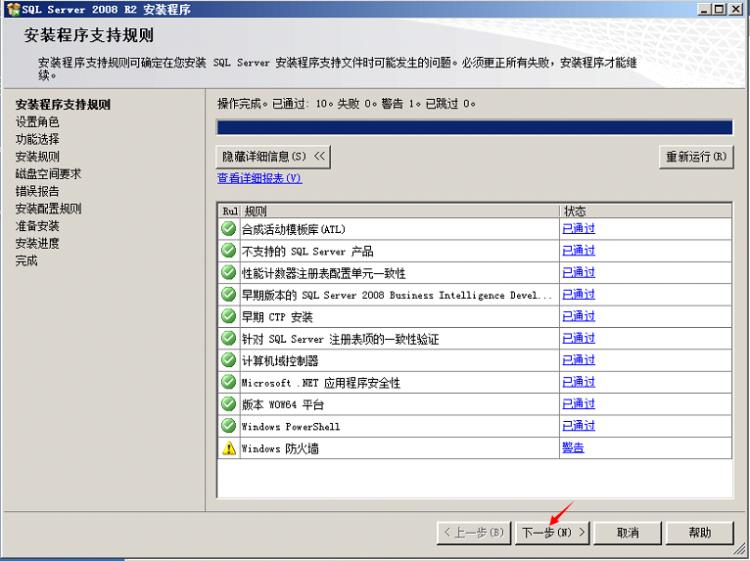 SQL Server 2008 R2 安装程序
安装程序支持规则
安装程序支持规则可确定在您安装 SQL Server 安装程序支持文件时可能发生的问题。必须更正所有失败，安装程序才能继
续。
安装程序支持规则
设置角色
功能选择
安装规则
磁盘空间要求
错误报告
安装配置规则
准备安装
安装进度
完成
操作完成。已通过: 10。失败 0。警告 1。已跳过 0。
隐藏详细信息(S) <<
重新运行(R)
查看详细报表(V)
Rul 规则 状态
合成活动模板库(ATL) 已通过
不支持的 SQL Server 产品 已通过
性能计数器注册表配置单元一致性 已通过
早期版本的 SQL Server 2008 Business Intelligence Devel... 已通过
早期 CTP 安装 已通过
针对 SQL Server 注册表项的一致性验证 已通过
计算机域控制器 已通过
Microsoft .NET 应用程序安全性 已通过
版本 WOW64 平台 已通过
Windows PowerShell 已通过
Windows 防火墙 警告
< 上一步(B) 下一步(N) > 取消 帮助